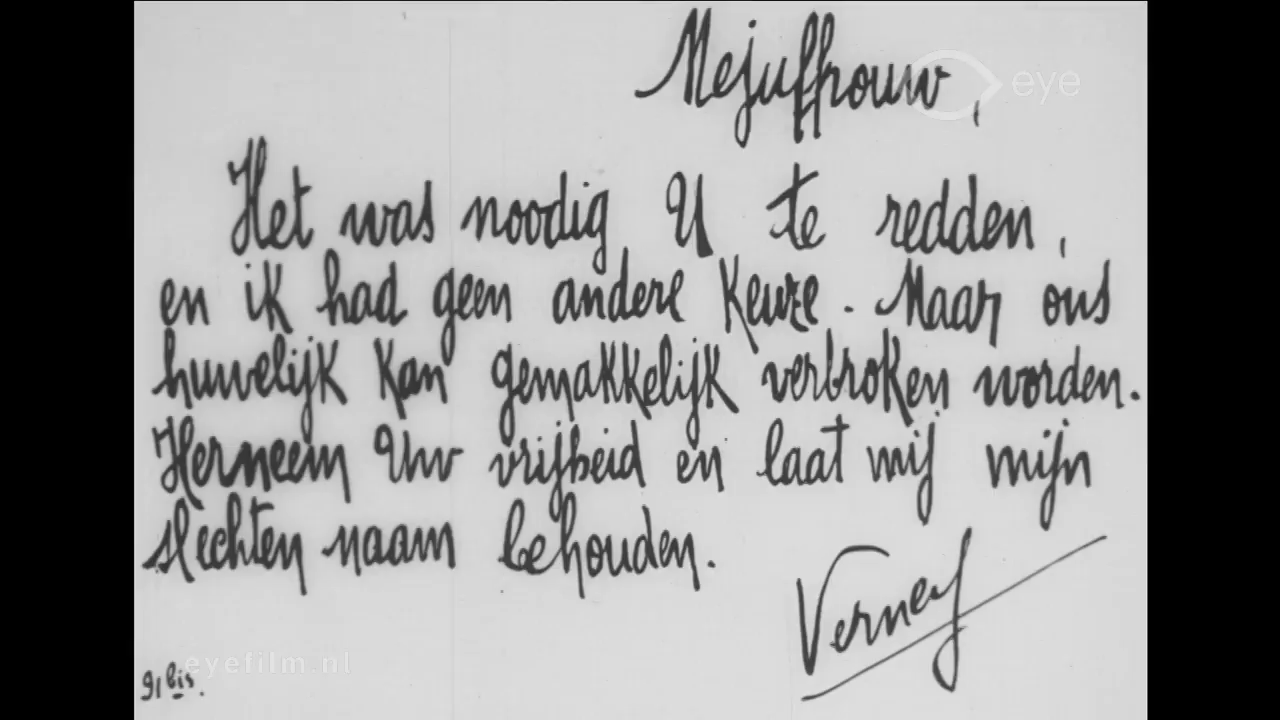 Mejuffrouw,
eye
Het was noodig U te redden,
en ik had geen andere keuze. Maar ons
huwelijk kan gemakkelijk verbroken worden.
Herneem Uw vrijheid en laat mij mijn
slechten naam behouden.
Verney
eyefilm.nl
91 bis.